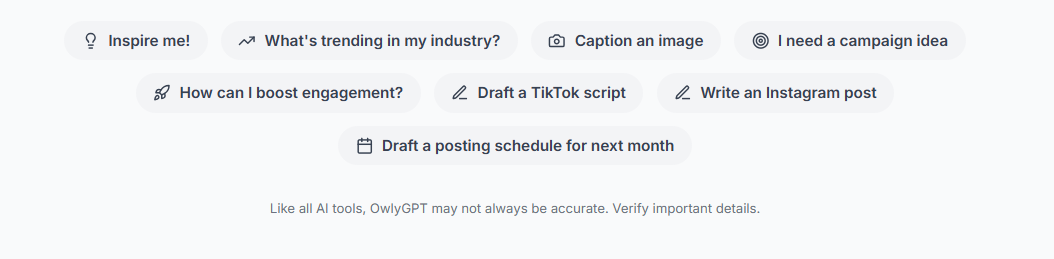 Inspire me!
What's trending in my industry?
Caption an image
I need a campaign idea
How can I boost engagement?
Draft a TikTok script
Write an Instagram post
Draft a posting schedule for next month
Like all AI tools, OwlyGPT may not always be accurate. Verify important details.